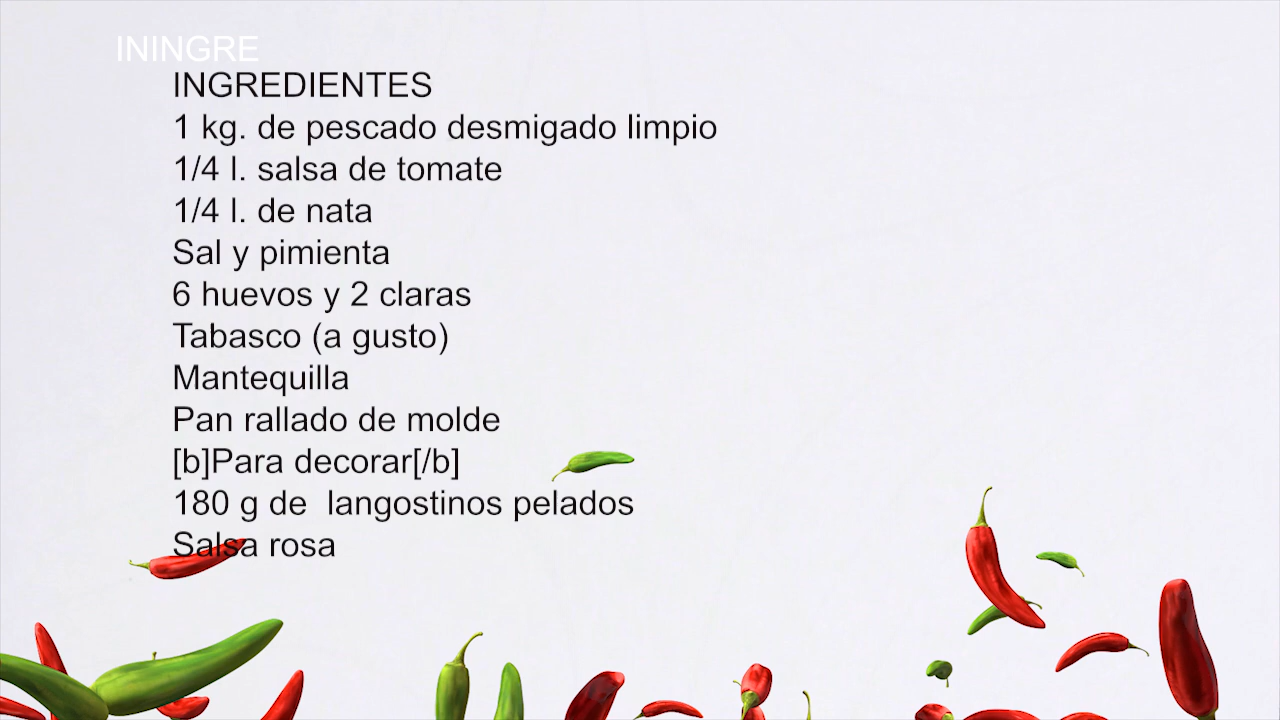 ININGRE
INGREDIENTES
1 kg. de pescado desmigado limpio
1/4 l. salsa de tomate
1/4 l. de nata
Sal y pimienta
6 huevos y 2 claras
Tabasco (a gusto)
Mantequilla
Pan rallado de molde
[b]Para decorar[/b]
180 g de  langostinos pelados
Salsa rosa